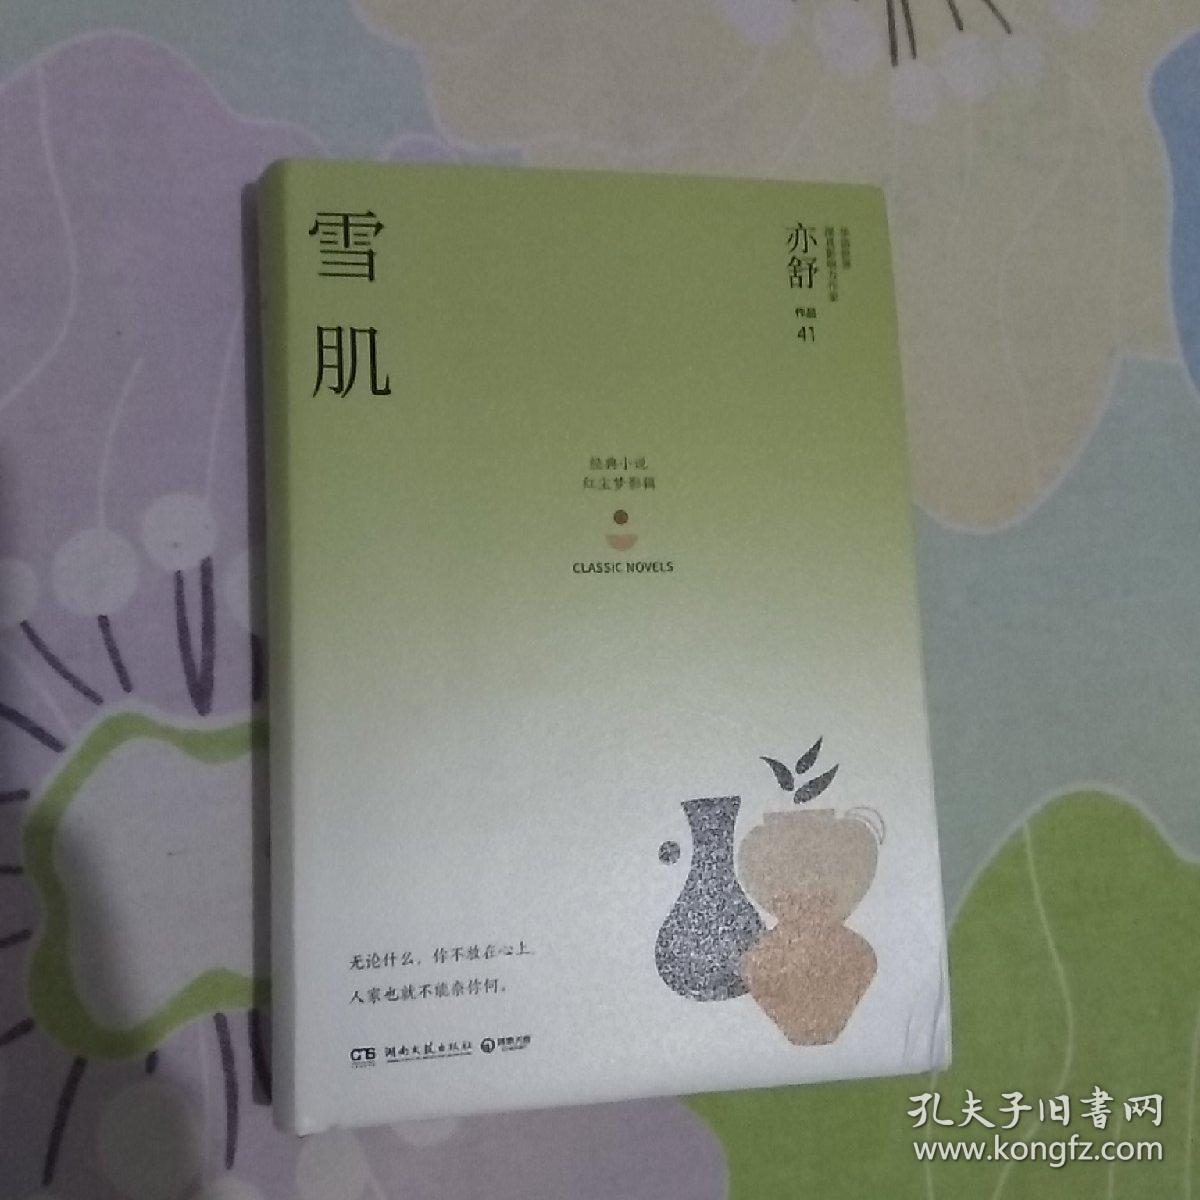 雪肌
亦舒
作品
41
经典小说
红尘梦影辑
CLASSIC NOVELS
无论什么，你不放在心上，
人家也就不能奈你何。
湖南文艺出版社
孔夫子旧書网
www.kongfz.com